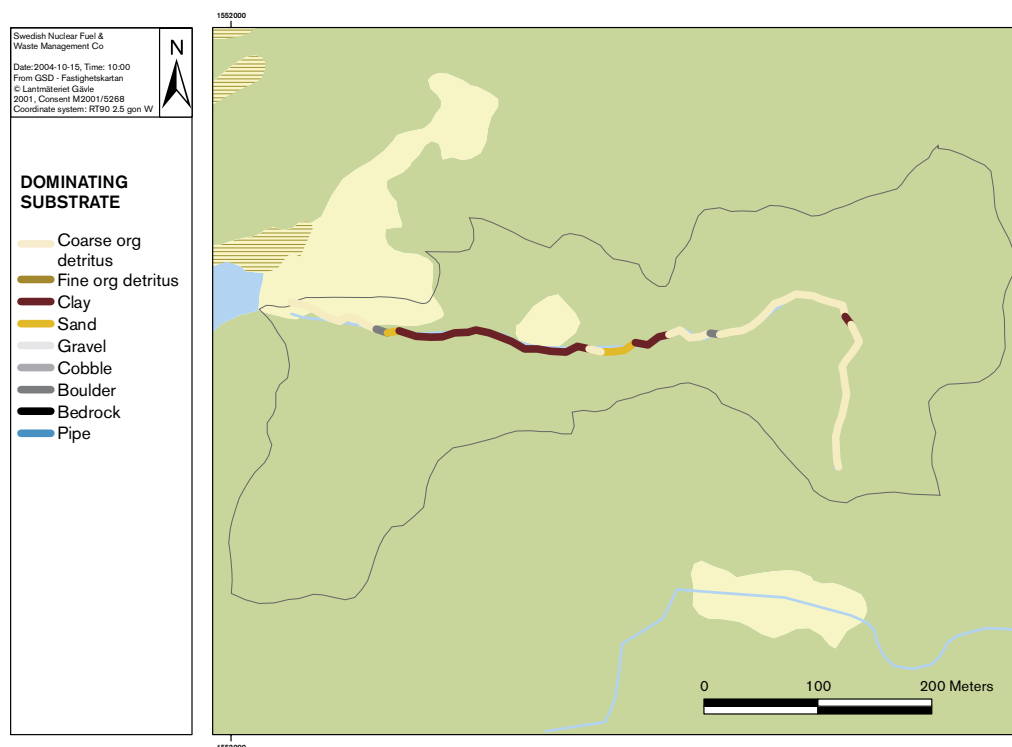 1552000
Swedish Nuclear Fuel &
Waste Management Co
Date:2004-10-15, Time: 10:00
From GSD - Fastighetskartan
© Lantmäteriet Gävle
2001, Consent M2001/5268
Coordinate system: RT90 2.5 gon W
N
DOMINATING
SUBSTRATE
Coarse org
detritus
Fine org detritus
Clay
Sand
Gravel
Cobble
Boulder
Bedrock
Pipe
0 100 200 Meters